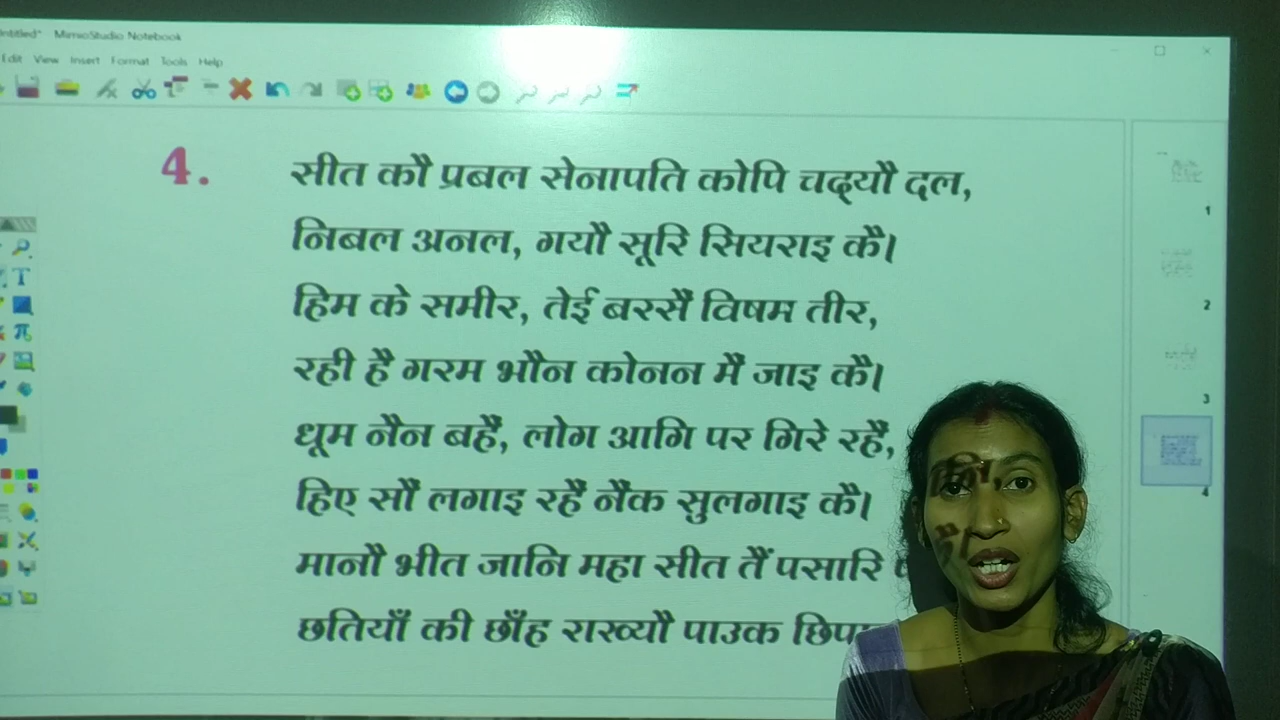 ntitled* MimioStudio Notebook
Edit View Insert Format Tools Help
4.
सीत कौ प्रबल सेनापति कोपि चढ्यौ दल,
निबल अनल, गयौ सूरि सियराइ कै।
हिम के समीर, तेई बरसैं विषम तीर,
रही है गरम भौन कोनन मैं जाइ कै।
धूम नैन बहैं, लोग आगि पर गिरे रहैं,
हिए सौं लगाइ रहैं नैक सुलगाइ कै।
मानौ भीत जानि महा सीत तैं पसारि
छतियाँ की छाँह राख्यौ पाउक
1
2
3
4